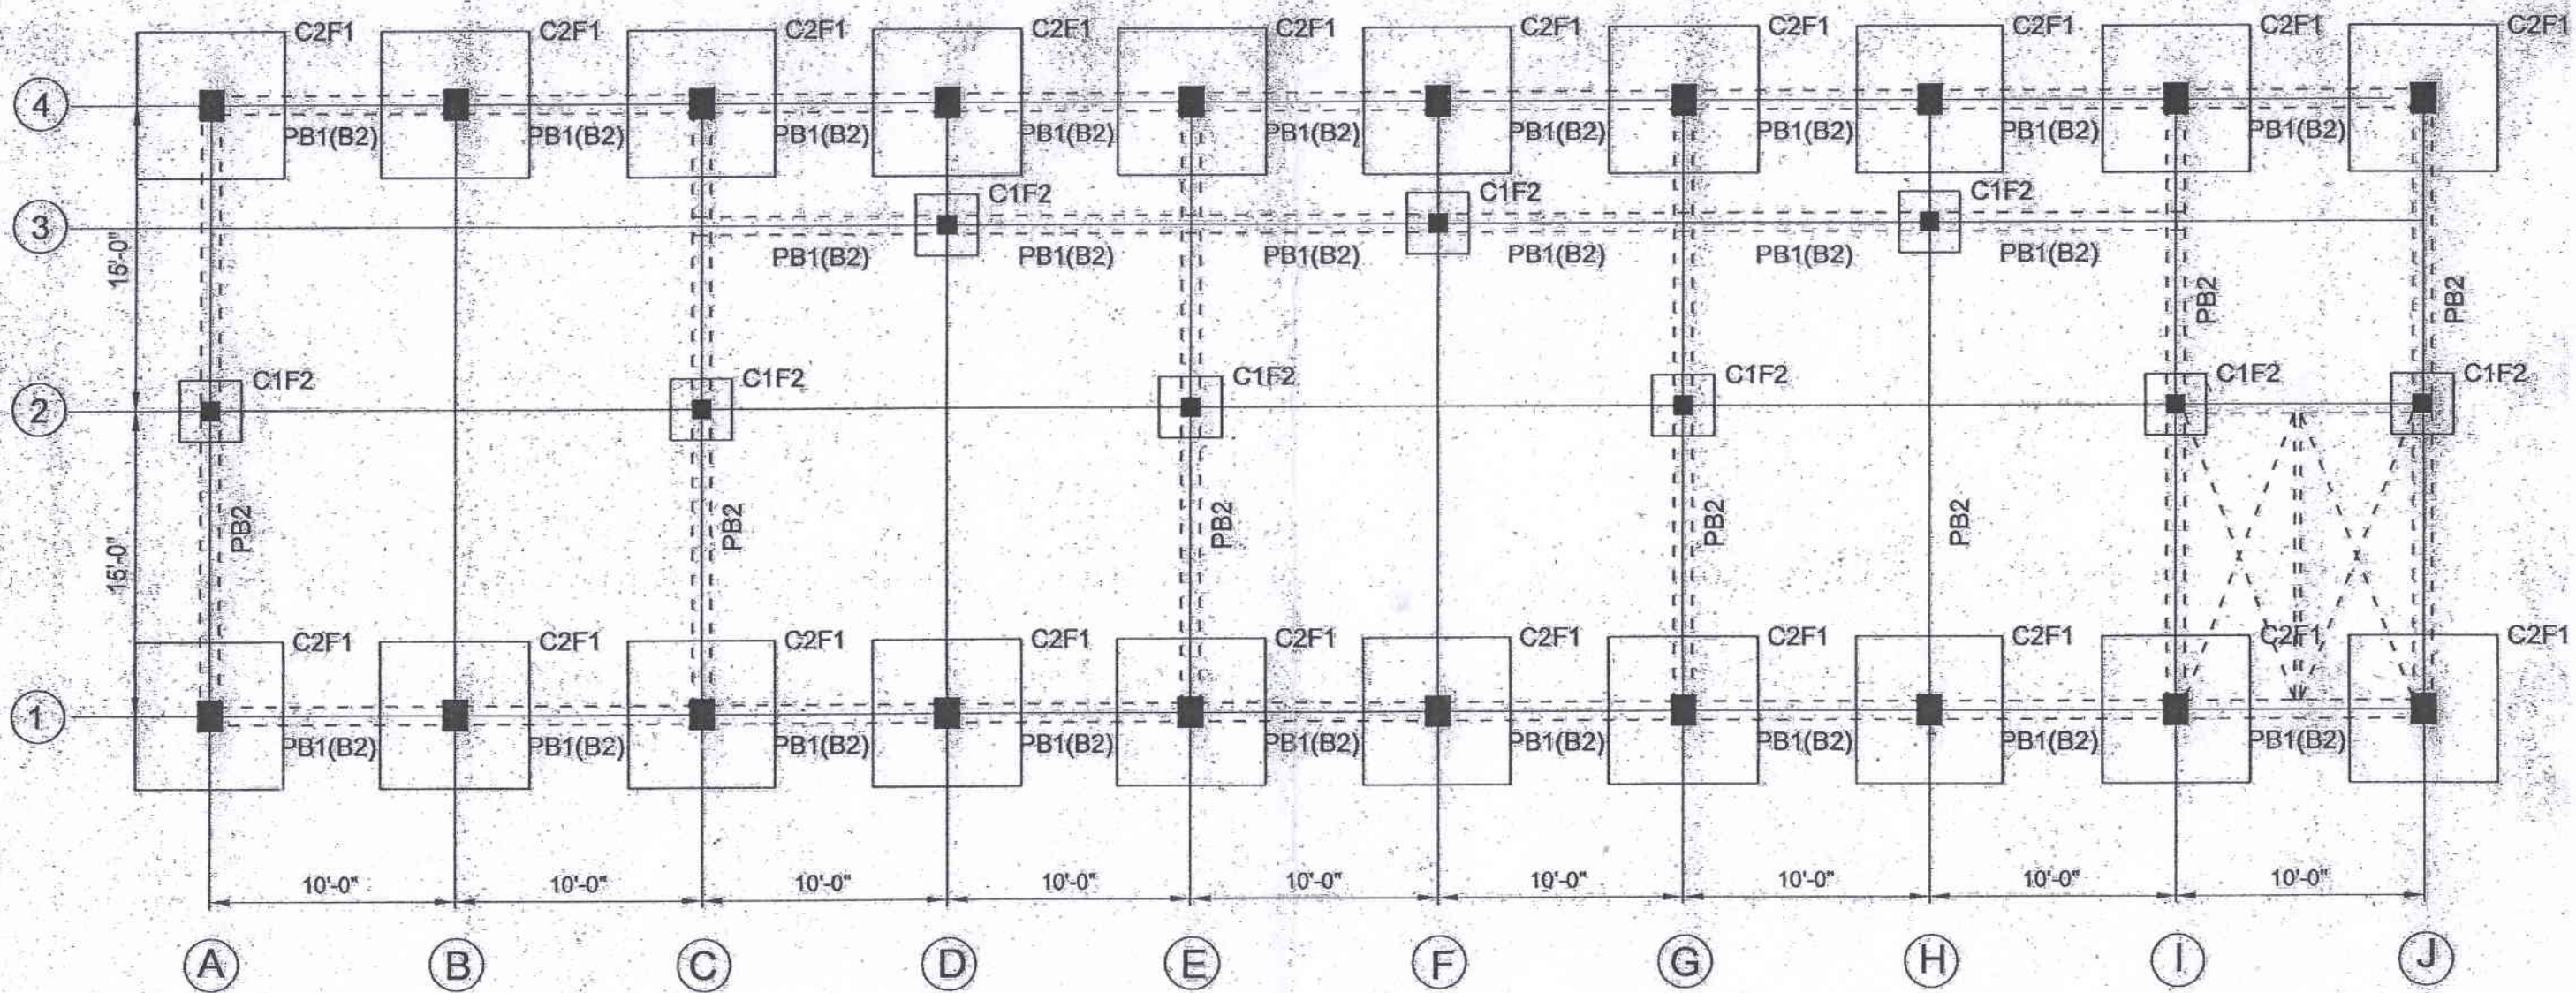 C2F1 C2F1 C2F1 C2F1 C2F1 C2F1 C2F1 C2F1 C2F1 C2F1
4
PB1(B2) PB1(B2) PB1(B2) PB1(B2) PB1(B2) PB1(B2) PB1(B2) PB1(B2) PB1(B2)
C1F2 C1F2 C1F2
3
15'-0"
PB1(B2) PB1(B2) PB1(B2) PB1(B2) PB1(B2) PB1(B2)
PB2 PB2
C1F2 C1F2 C1F2 C1F2 C1F2 C1F2
2
15'-0"
PB2 PB2 PB2 PB2 PB2
C2F1 C2F1 C2F1 C2F1 C2F1 C2F1 C2F1 C2F1 C2F1 C2F1
1
PB1(B2) PB1(B2) PB1(B2) PB1(B2) PB1(B2) PB1(B2) PB1(B2) PB1(B2) PB1(B2)
10'-0" 10'-0" 10'-0" 10'-0" 10'-0" 10'-0" 10'-0" 10'-0" 10'-0"
A B C D E F G H I J